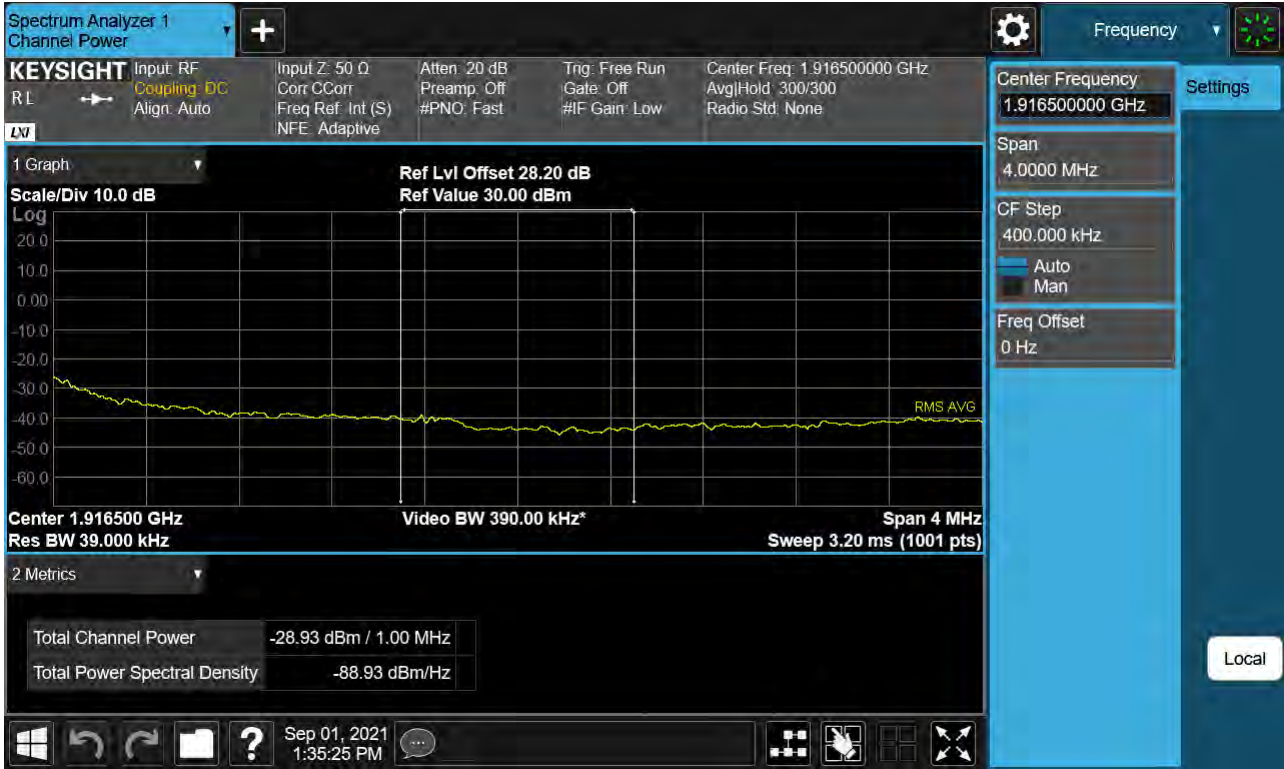 Spectrum Analyzer 1
Channel Power
Frequency
KEYSIGHT
RL
LXI
Input: RF
Coupling: DC
Align: Auto
Input Z: 50 Ω
Corr CCorr
Freq Ref: Int (S)
NFE: Adaptive
Atten: 20 dB
Preamp: Off
#PNO: Fast
Trig: Free Run
Gate: Off
#IF Gain: Low
Center Freq: 1.916500000 GHz
Avg|Hold: 300/300
Radio Std: None
1 Graph
Ref Lvl Offset 28.20 dB
Scale/Div 10.0 dB
Ref Value 30.00 dBm
Log
20.0
10.0
0.00
-10.0
-20.0
-30.0
-40.0
-50.0
-60.0
RMS AVG
Center 1.916500 GHz
Video BW 390.00 kHz*
Span 4 MHz
Res BW 39.000 kHz
Sweep 3.20 ms (1001 pts)
2 Metrics
Total Channel Power
-28.93 dBm / 1.00 MHz
Total Power Spectral Density
-88.93 dBm/Hz
Center Frequency
1.916500000 GHz
Settings
Span
4.0000 MHz
CF Step
400.000 kHz
Auto
Man
Freq Offset
0 Hz
Local
?
Sep 01, 2021
1:35:25 PM